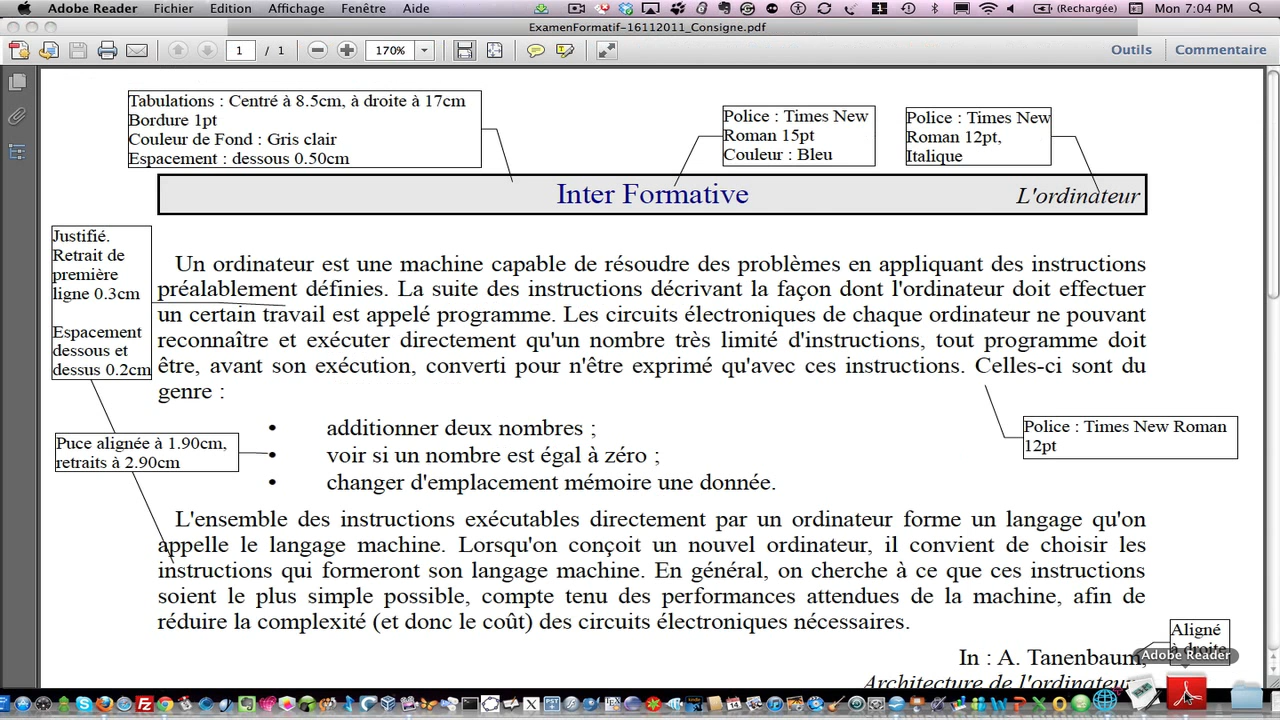 Adobe Reader Fichier Edition Affichage Fenêtre Aide (Rechargée) Mon 7:04 PM
ExamenFormatif-16112011_Consigne.pdf
1 / 1 170% Outils Commentaire
Tabulations : Centré à 8.5cm, à droite à 17cm
Bordure 1pt
Couleur de Fond : Gris clair
Espacement : dessous 0.50cm
Police : Times New
Roman 15pt
Couleur : Bleu
Police : Times New
Roman 12pt,
Italique
Inter Formative L'ordinateur
Justifié.
Retrait de
première
ligne 0.3cm
Espacement
dessous et
dessus 0.2cm
Un ordinateur est une machine capable de résoudre des problèmes en appliquant des instructions
préalablement définies. La suite des instructions décrivant la façon dont l'ordinateur doit effectuer
un certain travail est appelé programme. Les circuits électroniques de chaque ordinateur ne pouvant
reconnaître et exécuter directement qu'un nombre très limité d'instructions, tout programme doit
être, avant son exécution, converti pour n'être exprimé qu'avec ces instructions. Celles-ci sont du
genre :
Police : Times New Roman
12pt
Puce alignée à 1.90cm,
retraits à 2.90cm
• additionner deux nombres ;
• voir si un nombre est égal à zéro ;
• changer d'emplacement mémoire une donnée.
L'ensemble des instructions exécutables directement par un ordinateur forme un langage qu'on
appelle le langage machine. Lorsqu'on conçoit un nouvel ordinateur, il convient de choisir les
instructions qui formeront son langage machine. En général, on cherche à ce que ces instructions
soient le plus simple possible, compte tenu des performances attendues de la machine, afin de
réduire la complexité (et donc le coût) des circuits électroniques nécessaires.
Aligné
à droite
Adobe Reader
In : A. Tanenbaum,
Architecture de l'ordinateur